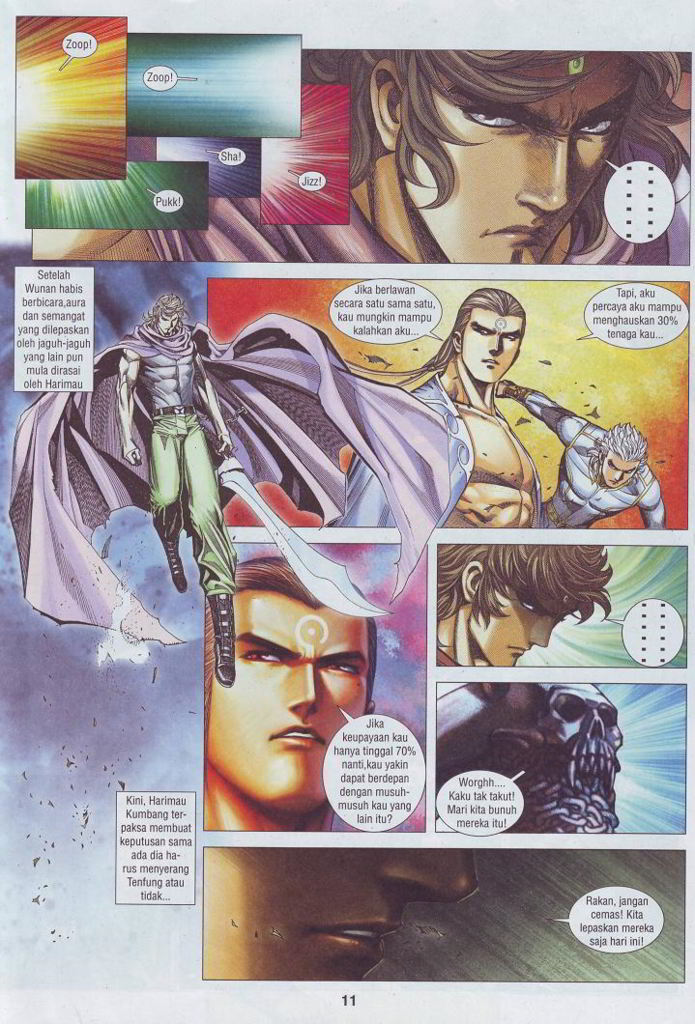 Zoop!
Zoop!
Sha!
Jizz!
Pukk!
Setelah
Wunan habis
berbicara,aura
dan semangat
yang dilepaskan
oleh jaguh-jaguh
yang lain pun
mula dirasai
oleh Harimau
Jika berlawan
secara satu sama satu,
kau mungkin mampu
kalahkan aku...
Tapi, aku
percaya aku mampu
menghauskan 30%
tenaga kau...
Jika
keupayaan kau
hanya tinggal 70%
nanti,kau yakin
dapat berdepan
dengan musuh-
musuh kau yang
lain itu?
Worghh....
Kaku tak takut!
Mari kita bunuh
mereka itu!
Kini, Harimau
Kumbang ter-
paksa membuat
keputusan sama
ada dia ha-
rus menyerang
Tenfung atau
tidak...
Rakan, jangan
cemas! Kita
lepaskan mereka
saja hari ini!
11